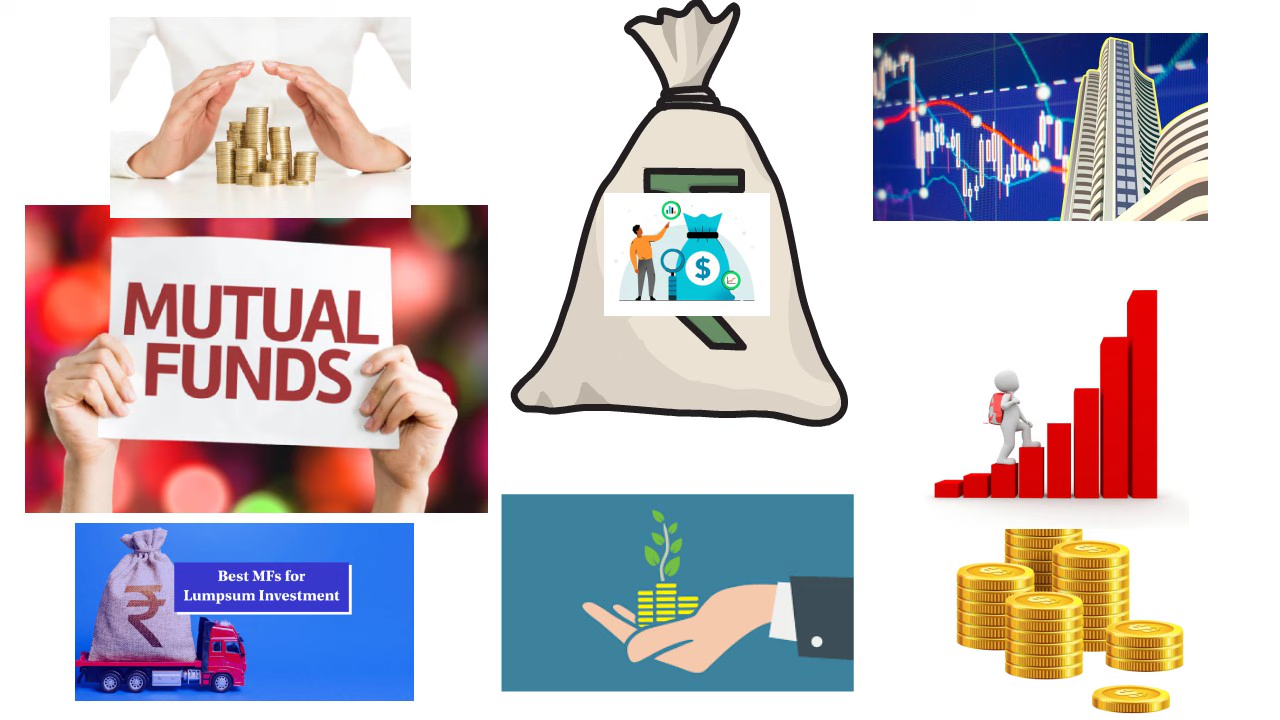 MUTUAL
FUNDS
₹
$
Best MFs for
Lumpsum Investment
₹